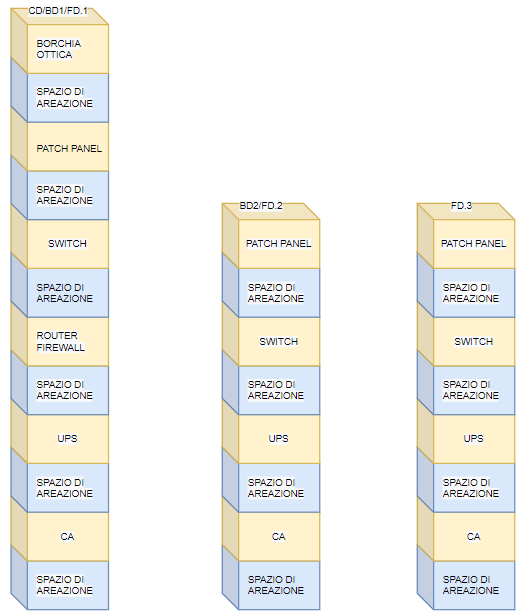 CD/BD1/FD.1
BORCHIA
OTTICA
SPAZIO DI
AREAZIONE
PATCH PANEL
SPAZIO DI
AREAZIONE
SWITCH
SPAZIO DI
AREAZIONE
ROUTER
FIREWALL
SPAZIO DI
AREAZIONE
UPS
SPAZIO DI
AREAZIONE
CA
SPAZIO DI
AREAZIONE
BD2/FD.2
PATCH PANEL
SPAZIO DI
AREAZIONE
SWITCH
SPAZIO DI
AREAZIONE
UPS
SPAZIO DI
AREAZIONE
CA
SPAZIO DI
AREAZIONE
FD.3
PATCH PANEL
SPAZIO DI
AREAZIONE
SWITCH
SPAZIO DI
AREAZIONE
UPS
SPAZIO DI
AREAZIONE
CA
SPAZIO DI
AREAZIONE